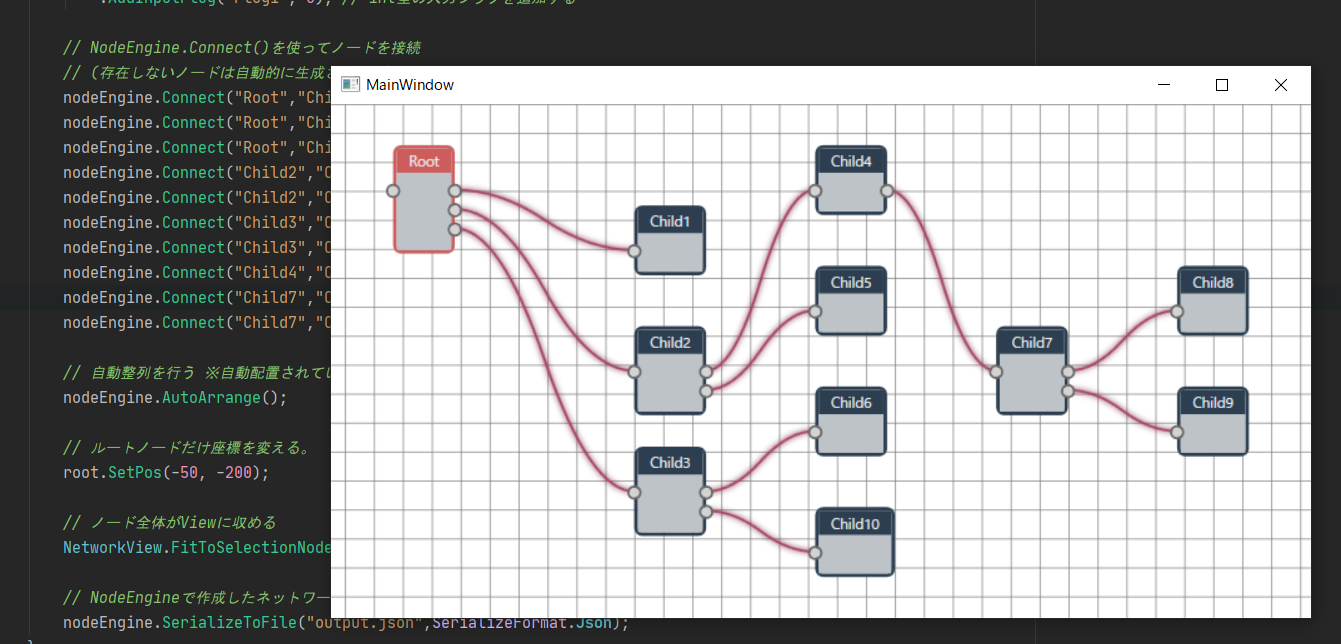 .AddInputPlug("Plug1", 0); // int型の入力プラグを追加する
// NodeEngine.Connect()を使ってノードを接続
// (存在しないノードは自動的に生成
nodeEngine.Connect("Root","Chi
nodeEngine.Connect("Root","Chi
nodeEngine.Connect("Root","Chi
nodeEngine.Connect("Child2","C
nodeEngine.Connect("Child2","C
nodeEngine.Connect("Child3","C
nodeEngine.Connect("Child3","C
nodeEngine.Connect("Child4","C
nodeEngine.Connect("Child7","C
nodeEngine.Connect("Child7","C
// 自動整列を行う ※自動配置されてい
nodeEngine.AutoArrange();
// ルートノードだけ座標を変える。
root.SetPos(-50, -200);
// ノード全体がViewに収める
NetworkView.FitToSelectionNode
// NodeEngineで作成したネットワー
nodeEngine.SerializeToFile("output.json",SerializeFormat.Json);
}
MainWindow
Root
Child1
Child2
Child3
Child4
Child5
Child6
Child10
Child7
Child8
Child9